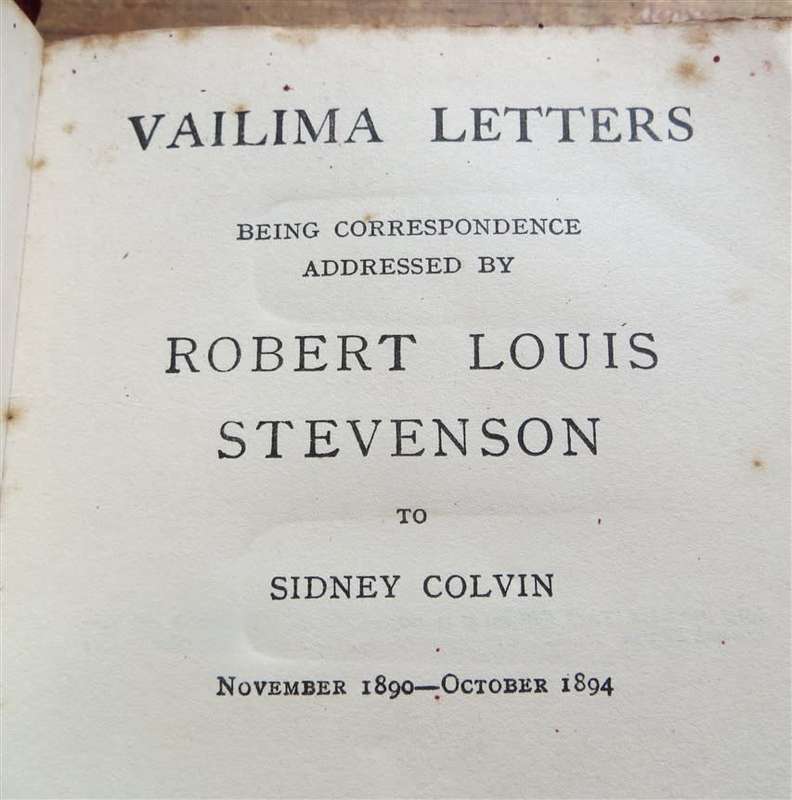 VAILIMA LETTERS
BEING CORRESPONDENCE
ADDRESSED BY
ROBERT LOUIS
STEVENSON
TO
SIDNEY COLVIN
NOVEMBER 1890—OCTOBER 1894